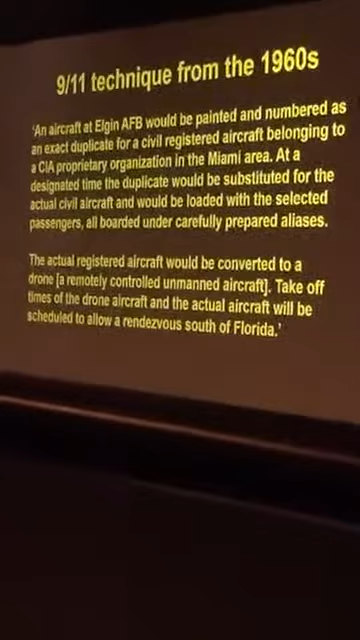 9/11 technique from the 1960s
'An aircraft at Elgin AFB would be painted and numbered as
an exact duplicate for a civil registered aircraft belonging to
a CIA proprietary organization in the Miami area. At a
designated time the duplicate would be substituted for the
actual civil aircraft and would be loaded with the selected
passengers, all boarded under carefully prepared aliases.
The actual registered aircraft would be converted to a
drone [a remotely controlled unmanned aircraft]. Take off
times of the drone aircraft and the actual aircraft will be
scheduled to allow a rendezvous south of Florida.'